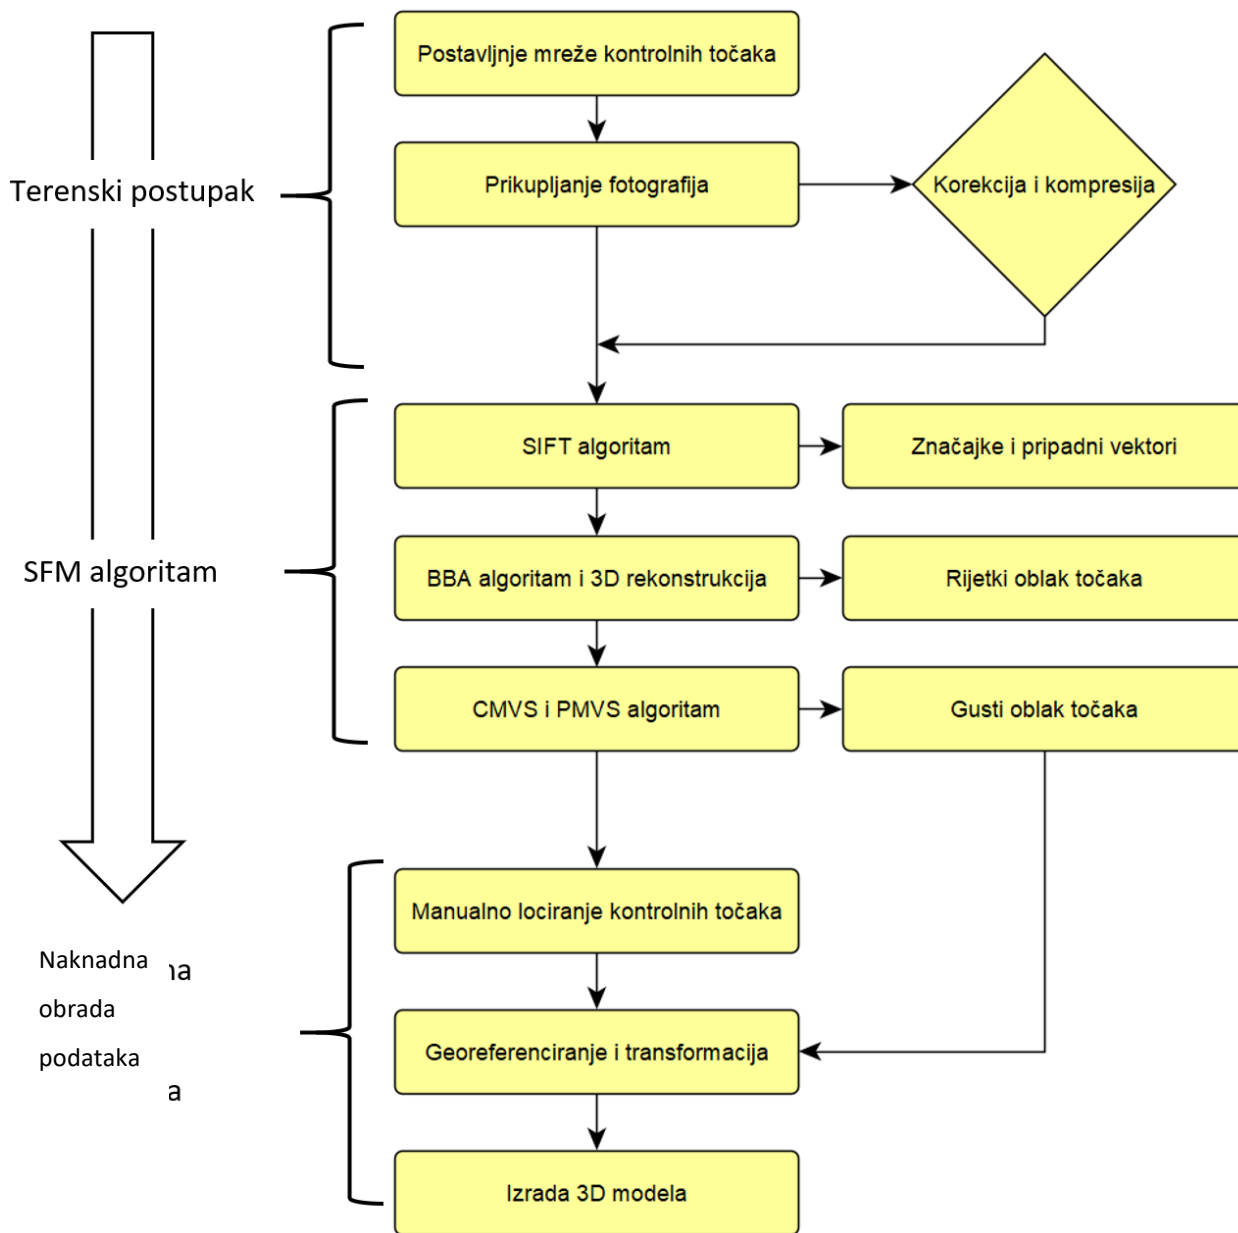 Postavljnje mreže kontrolnih točaka
Prikupljanje fotografija
Korekcija i kompresija
Terenski postupak
SIFT algoritam
Značajke i pripadni vektori
SFM algoritam
BBA algoritam i 3D rekonstrukcija
Rijetki oblak točaka
CMVS i PMVS algoritam
Gusti oblak točaka
Manualno lociranje kontrolnih točaka
Naknadna
obrada
podataka
Georeferenciranje i transformacija
Izrada 3D modela